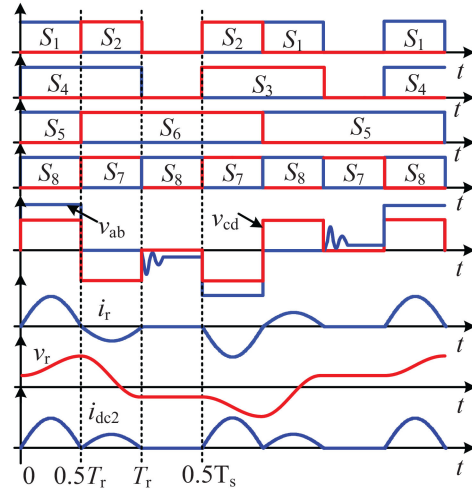 S1 S2 S2 S1 S1
t
S4 S3 S4
t
S5 S6 S5
t
S8 S7 S8 S7 S8 S7 S8
t
vab vcd
t
ir
t
vr
t
idc2
t
0 0.5Tr Tr 0.5Ts